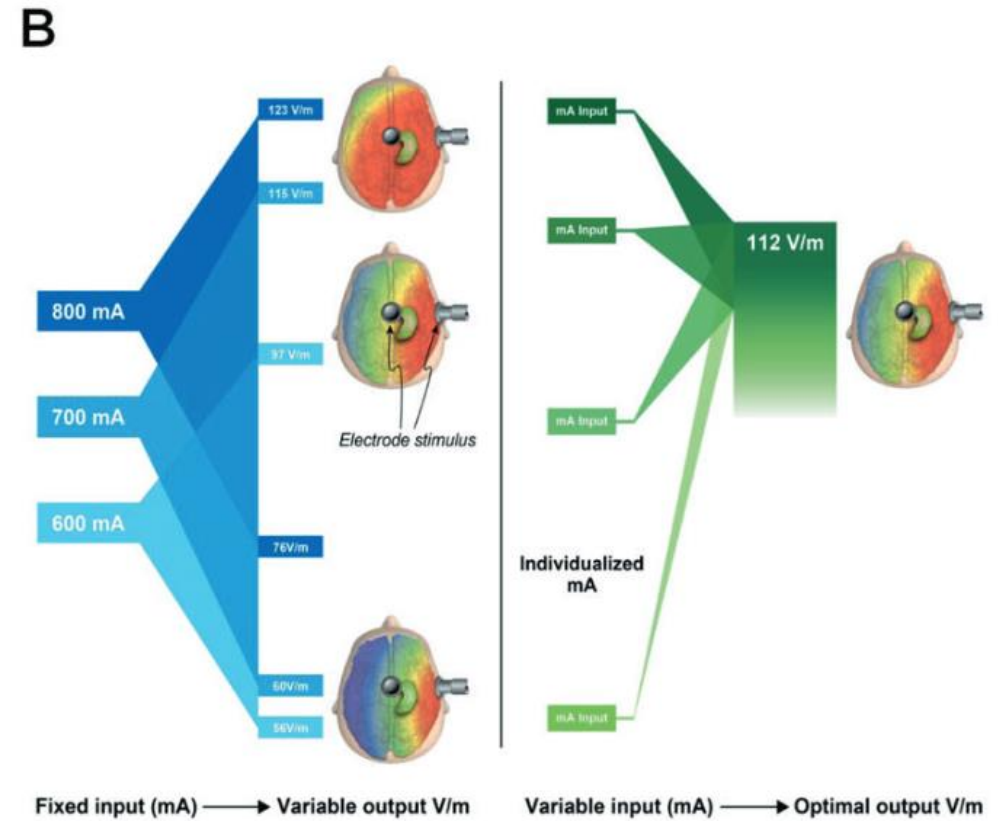 B
123 V/m
115 V/m
800 mA
97 V/m
700 mA
Electrode stimulus
600 mA
76V/m
60V/m
56V/m
Fixed input (mA) → Variable output V/m
mA Input
mA Input
112 V/m
mA Input
Individualized
mA
mA Input
Variable input (mA) → Optimal output V/m